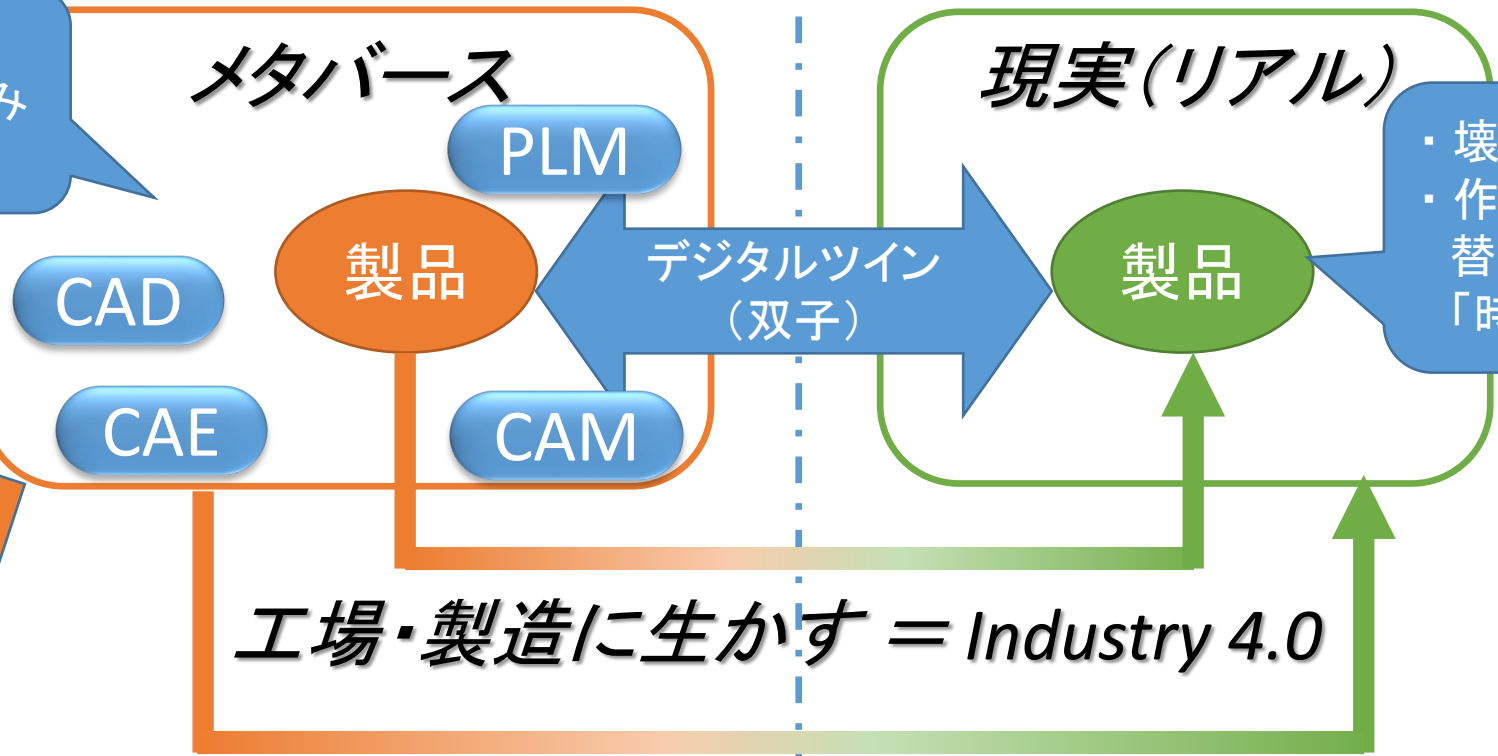 メタバース
現実(リアル)
み
PLM
・壊
・作
替
「時
デジタルツイン
(双子)
製品
製品
CAD
CAE
CAM
工場・製造に生かす = Industry 4.0